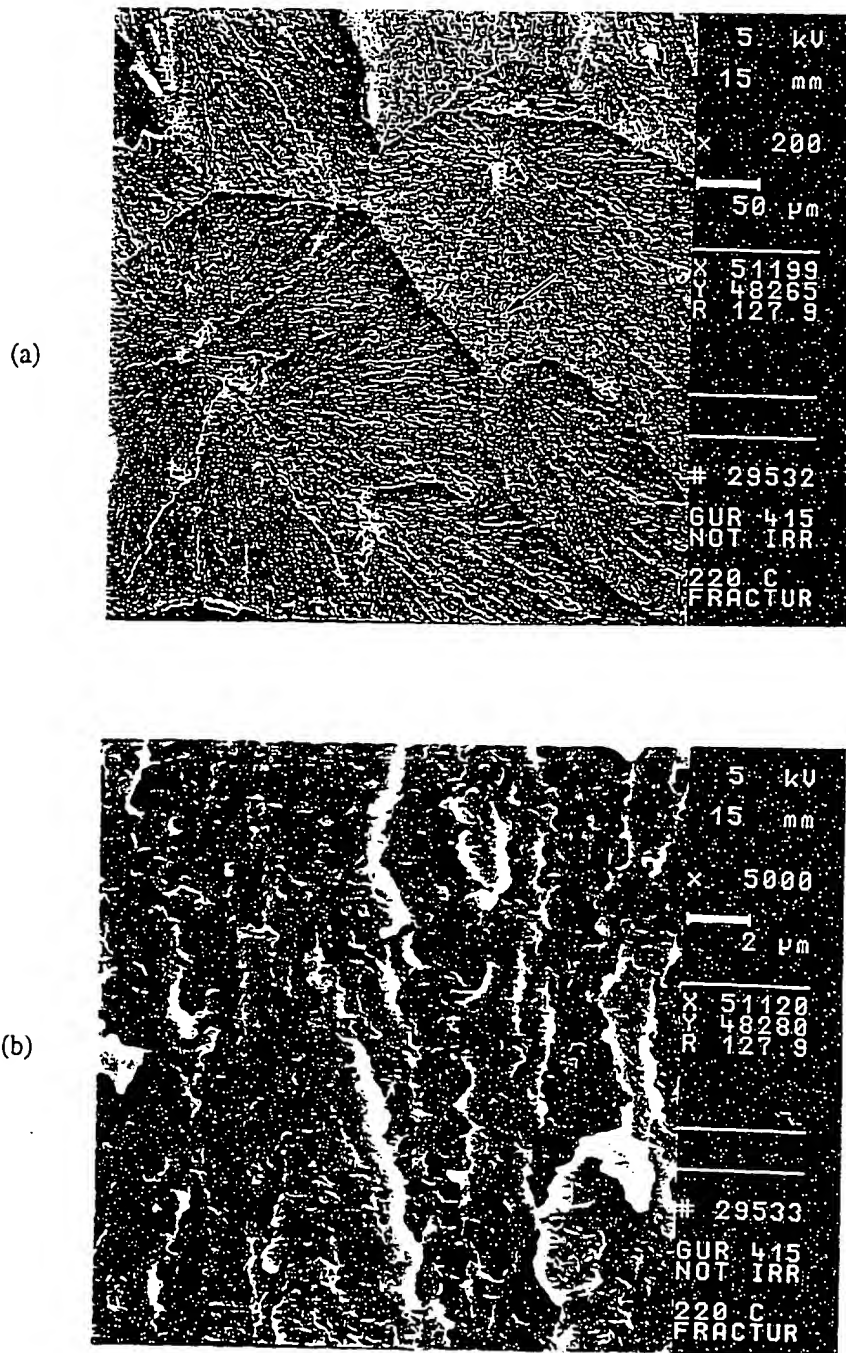 (a)
5 kV
15 mm
× 200
50 µm
X 51199
Y 48265
R 127.9
# 29532
GUR 415
NOT IRR
220 C
FRACTUR
(b)
5 kV
15 mm
× 5000
2 µm
X 51120
Y 48280
R 127.9
# 29533
GUR 415
NOT IRR
220 C
FRACTUR